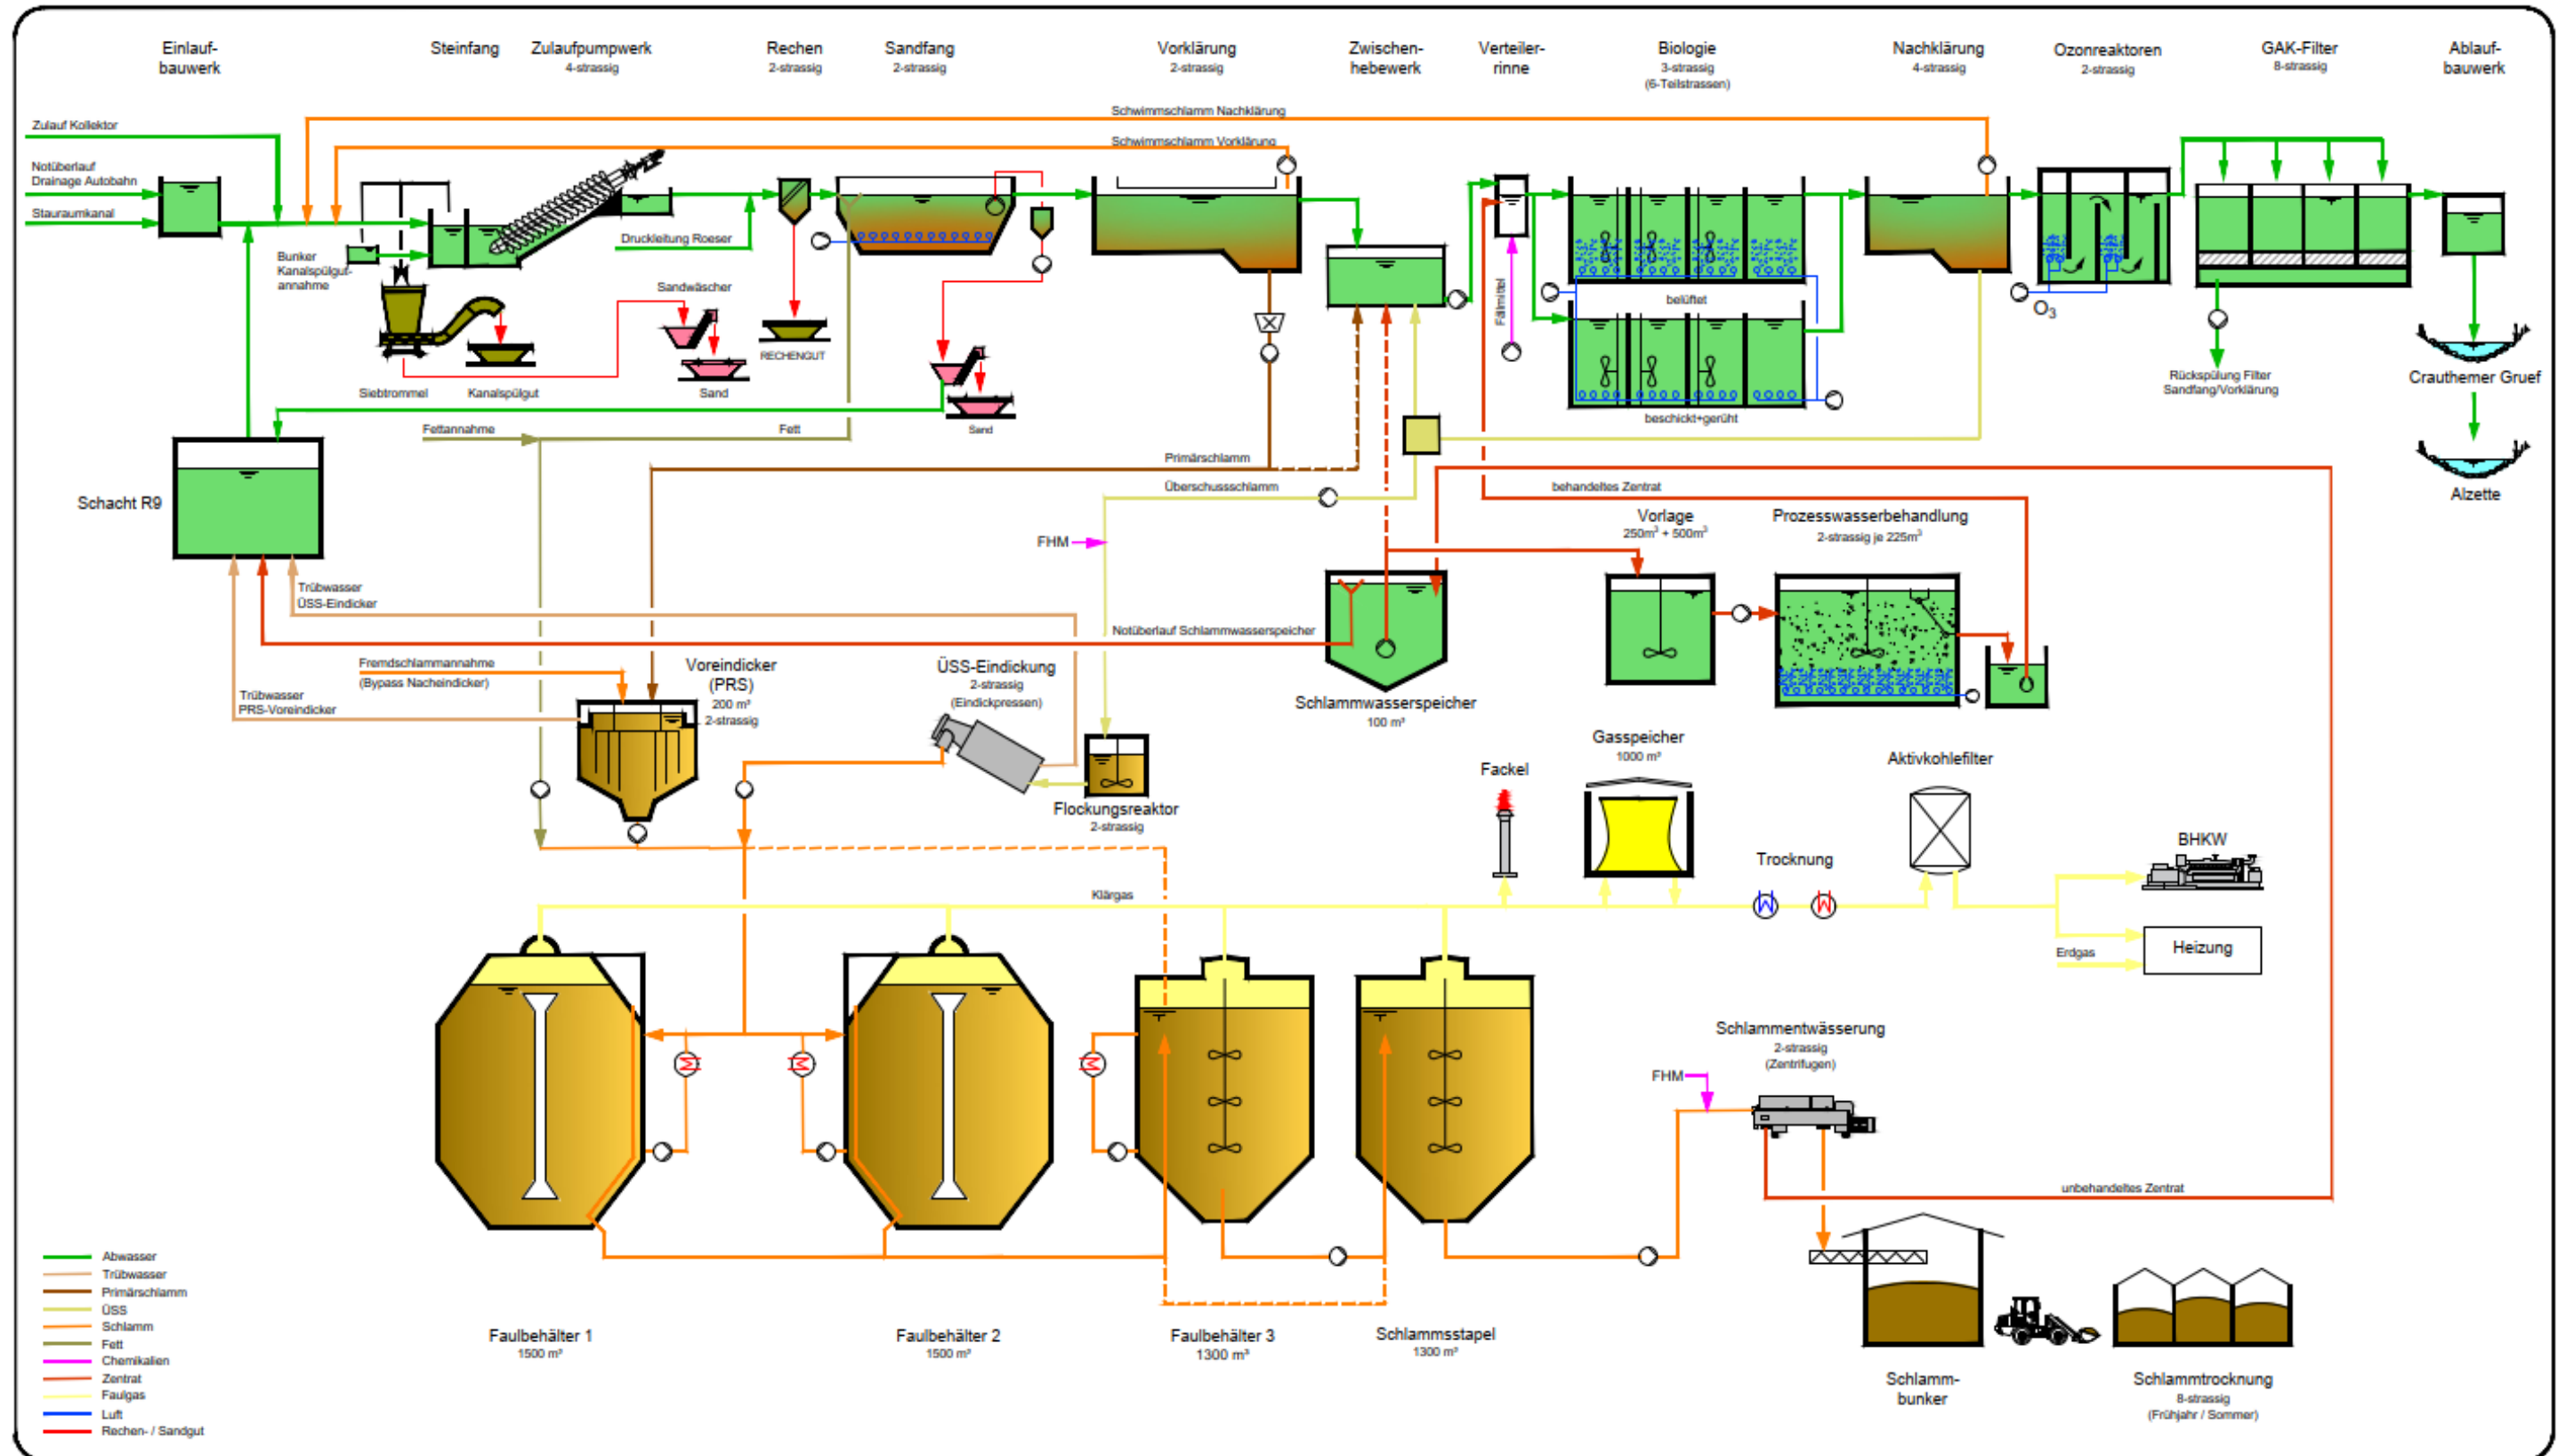 Einlauf-
bauwerk
Steinfang
Zulaufpumpwerk
4-strassig
Rechen
2-strassig
Sandfang
2-strassig
Vorklärung
2-strassig
Zwischen-
hebewerk
Verteiler-
rinne
Biologie
3-strassig
(6-Teilstrassen)
Nachklärung
4-strassig
Ozonreaktoren
2-strassig
GAK-Filter
8-strassig
Ablauf-
bauwerk
Schwimmschlamm Nachklärung
Schwimmschlamm Vorklärung
Zulauf Kollektor
Notüberlauf
Drainage Autobahn
Stauraumkanal
Druckleitung Roeser
Bunker
Kanalspülgut-
annahme
Sandwäscher
RECHENGUT
Siebtrommel
Kanalspülgut
Sand
Sand
Fällmittel
belüftet
beschickt+gerüht
O3
Rückspülung Filter
Sandfang/Vorklärung
Crauthemer Gruef
Alzette
Fettannahme
Fett
Primärschlamm
Überschussschlamm
behandeltes Zentrat
Schacht R9
FHM
Vorlage
250m³ + 500m³
Prozesswasserbehandlung
2-strassig je 225m³
Trübwasser
ÜSS-Eindicker
Notüberlauf Schlammwasserspeicher
Fremdschlammannahme
(Bypass Nacheindicker)
Trübwasser
PRS-Voreindicker
Voreindicker
(PRS)
200 m³
2-strassig
ÜSS-Eindickung
2-strassig
(Eindickpressen)
Schlammwasserspeicher
100 m³
Flockungsreaktor
2-strassig
Fackel
Gasspeicher
1000 m³
Trocknung
Aktivkohlefilter
BHKW
Klärgas
Erdgas
Heizung
Schlammentwässerung
2-strassig
(Zentrifugen)
FHM
unbehandeltes Zentrat
Faulbehälter 1
1500 m³
Faulbehälter 2
1500 m³
Faulbehälter 3
1300 m³
Schlammsstapel
1300 m³
Schlamm-
bunker
Schlammtrocknung
8-strassig
(Frühjahr / Sommer)
Abwasser
Trübwasser
Primärschlamm
ÜSS
Schlamm
Fett
Chemikalien
Zentrat
Faulgas
Luft
Rechen- / Sandgut